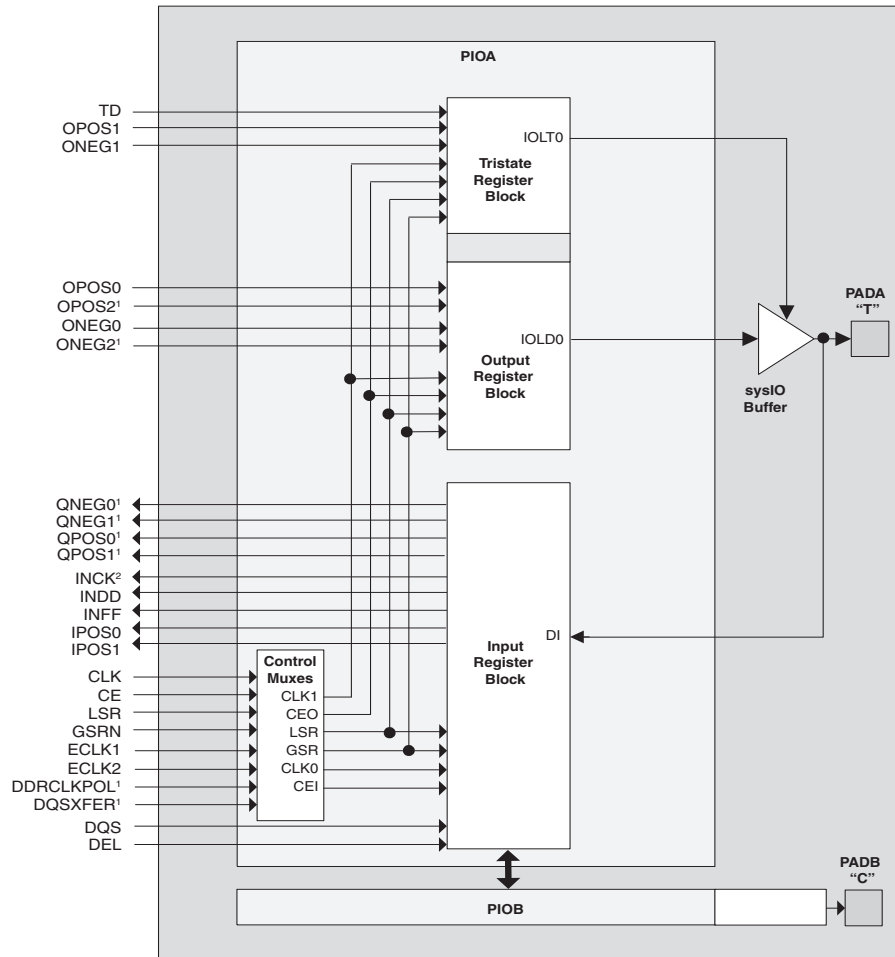 PIOA
TD
OPOS1
ONEG1
IOLT0
Tristate
Register
Block
OPOS0
OPOS2¹
ONEG0
ONEG2¹
IOLD0
Output
Register
Block
PADA
“T”
sysIO
Buffer
QNEG0¹
QNEG1¹
QPOS0¹
QPOS1¹
INCK²
INDD
INFF
IPOS0
IPOS1
DI
Input
Register
Block
Control
Muxes
CLK
CE
LSR
GSRN
ECLK1
ECLK2
DDRCLKPOL¹
DQSXFER¹
DQS
DEL
CLK1
CEO
LSR
GSR
CLK0
CEI
PADB
“C”
PIOB